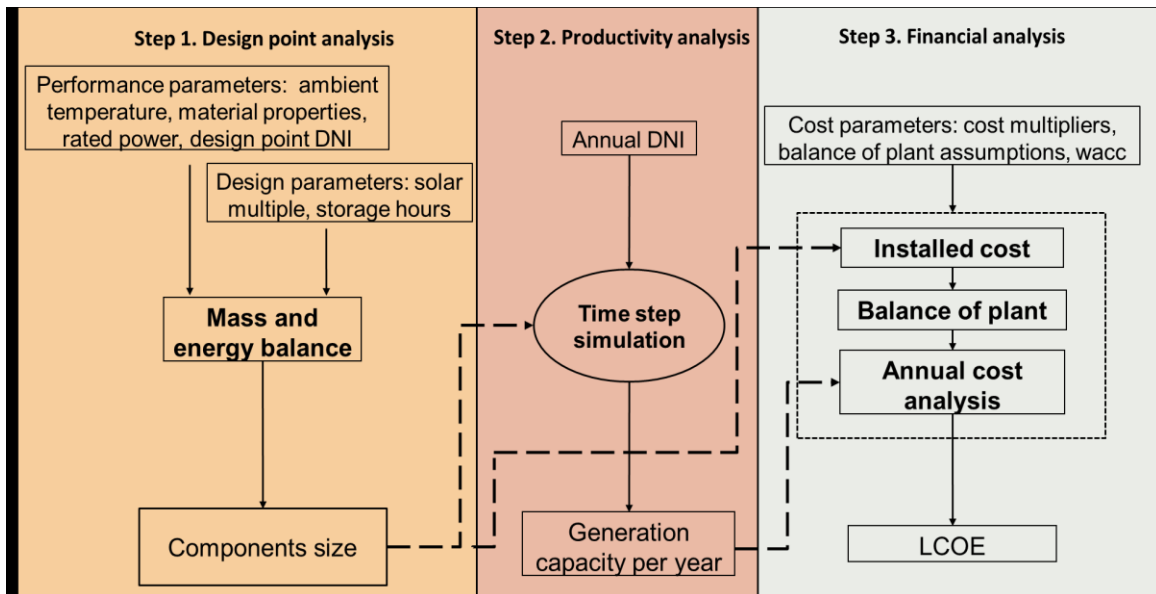 Step 1. Design point analysis
Performance parameters: ambient
temperature, material properties,
rated power, design point DNI
Design parameters: solar
multiple, storage hours
Mass and
energy balance
Components size
Step 2. Productivity analysis
Annual DNI
Time step
simulation
Generation
capacity per year
Step 3. Financial analysis
Cost parameters: cost multipliers,
balance of plant assumptions, wacc
Installed cost
Balance of plant
Annual cost
analysis
LCOE